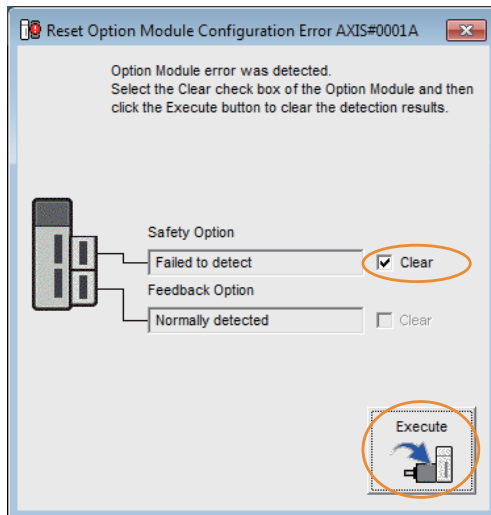 Reset Option Module Configuration Error AXIS#0001A
Option Module error was detected.
Select the Clear check box of the Option Module and then
click the Execute button to clear the detection results.
Safety Option
Failed to detect
Clear
Feedback Option
Normally detected
Clear
Execute